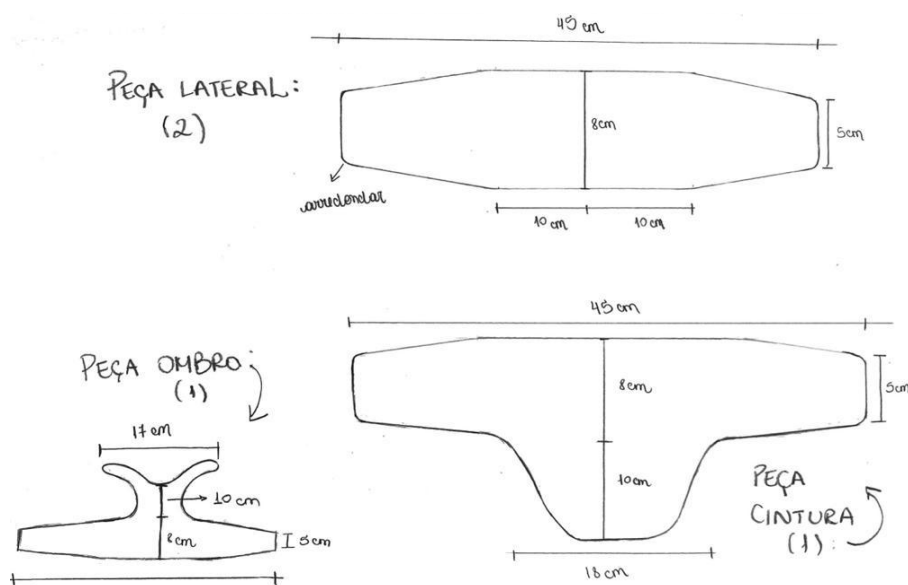 45 cm
PEÇA LATERAL:
(2)
8cm
5cm
arredondar
10 cm
10 cm
45 cm
PEÇA OMBRO:
(1)
17 cm
10 cm
8cm
5cm
8cm
5cm
10cm
PEÇA
CINTURA
(1):
18 cm